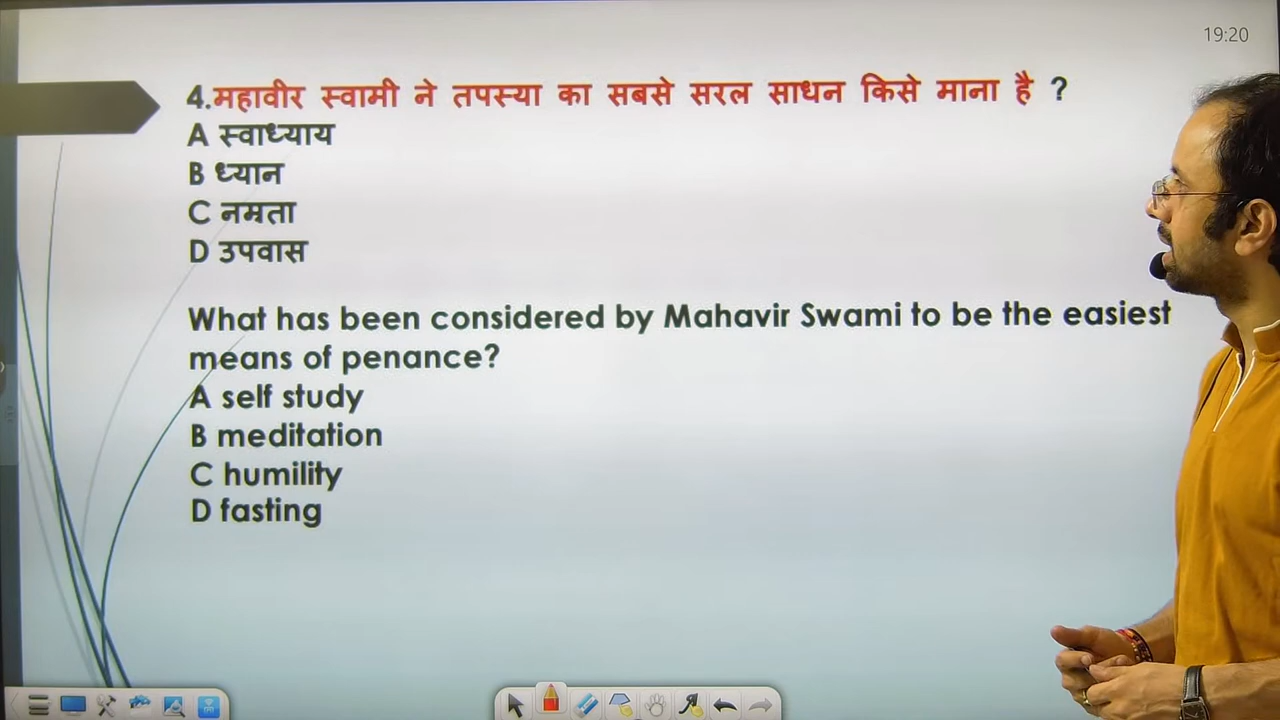 19:20
4.महावीर स्वामी ने तपस्या का सबसे सरल साधन किसे माना है ?
A स्वाध्याय
B ध्यान
C नम्रता
D उपवास
What has been considered by Mahavir Swami to be the easiest
means of penance?
A self study
B meditation
C humility
D fasting